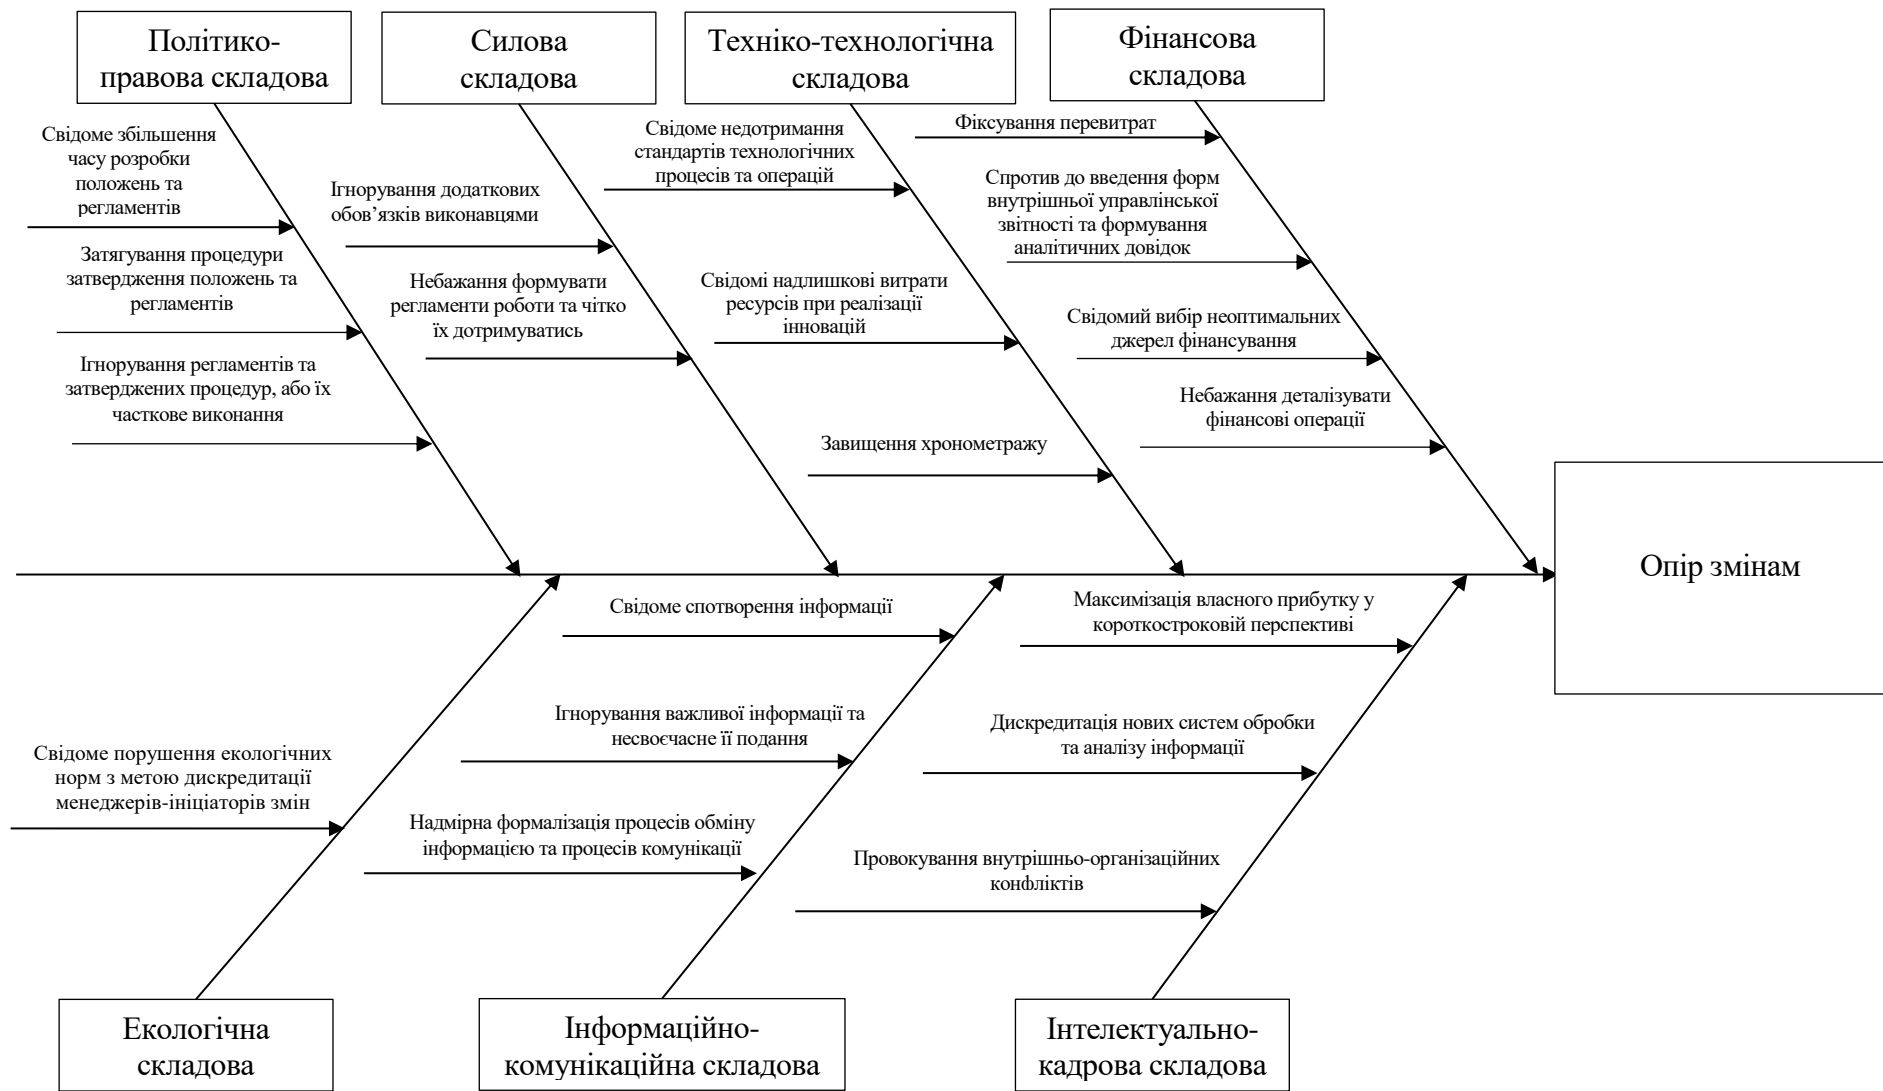 Політико-
правова складова
Силова
складова
Техніко-технологічна
складова
Фінансова
складова
Свідоме збільшення
часу розробки
положень та
регламентів
Затягування процедури
затвердження положень та
регламентів
Ігнорування регламентів та
затверджених процедур, або їх
часткове виконання
Ігнорування додаткових
обов’язків виконавцями
Небажання формувати
регламенти роботи та чітко
їх дотримуватись
Свідоме недотримання
стандартів технологічних
процесів та операцій
Свідомі надлишкові витрати
ресурсів при реалізації
інновацій
Завищення хронометражу
Фіксування перевитрат
Спротив до введення форм
внутрішньої управлінської
звітності та формування
аналітичних довідок
Свідомий вибір неоптимальних
джерел фінансування
Небажання деталізувати
фінансові операції
Опір змінам
Свідоме порушення екологічних
норм з метою дискредитації
менеджерів-ініціаторів змін
Свідоме спотворення інформації
Ігнорування важливої інформації та
несвоєчасне її подання
Надмірна формалізація процесів обміну
інформацією та процесів комунікації
Максимізація власного прибутку у
короткостроковій перспективі
Дискредитація нових систем обробки
та аналізу інформації
Провокування внутрішньо-організаційних
конфліктів
Екологічна
складова
Інформаційно-
комунікаційна складова
Інтелектуально-
кадрова складова